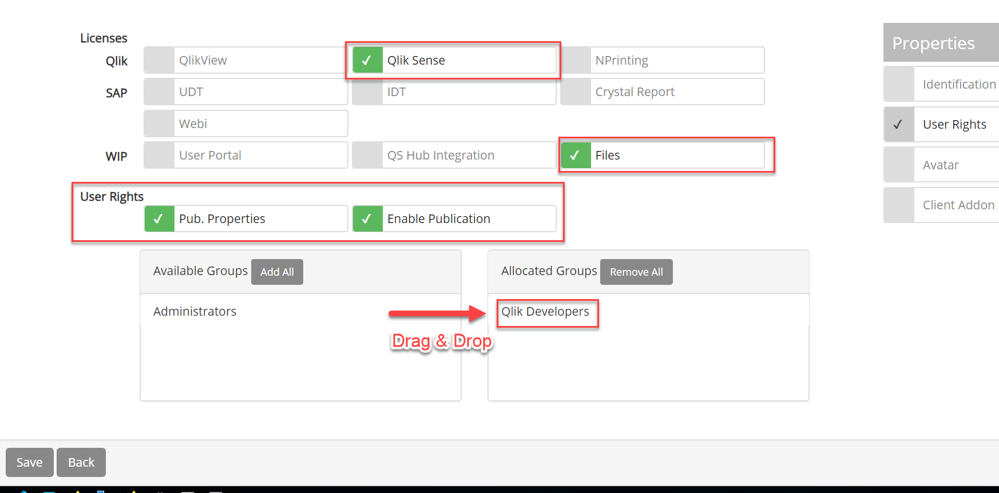 Licenses
Qlik QlikView Qlik Sense NPrinting
SAP UDT IDT Crystal Report
Webi
WIP User Portal QS Hub Integration Files
User Rights
Pub. Properties Enable Publication
Available Groups Add All
Administrators
Drag & Drop
Allocated Groups Remove All
Qlik Developers
Properties
Identification
User Rights
Avatar
Client Addon
Save Back